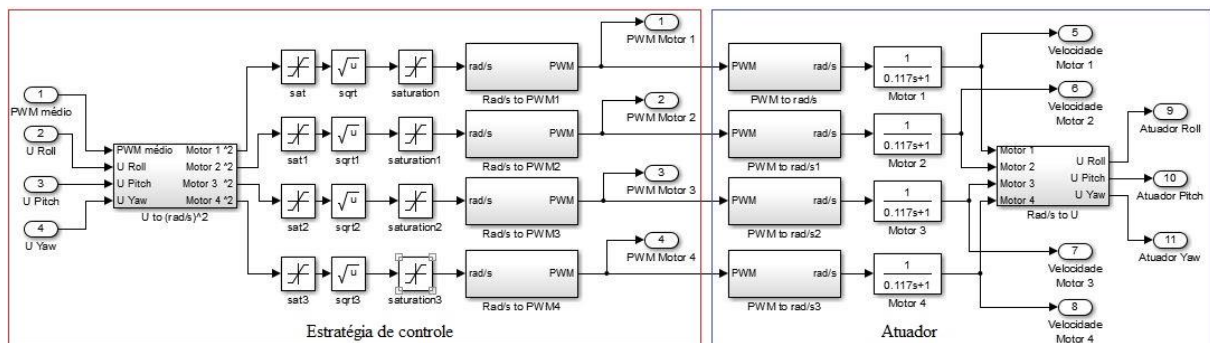 1
PWM médio
2
U Roll
3
U Pitch
4
U Yaw
PWM médio Motor 1 ^2
U Roll Motor 2 ^2
U Pitch Motor 3 ^2
U Yaw Motor 4 ^2
U to (rad/s)^2
sat
√u
sqrt
saturation
rad/s PWM
Rad/s to PWM1
1
PWM Motor 1
sat1
√u
sqrt1
saturation1
rad/s PWM
Rad/s to PWM2
2
PWM Motor 2
sat2
√u
sqrt2
saturation2
rad/s PWM
Rad/s to PWM3
3
PWM Motor 3
sat3
√u
sqrt3
saturation3
rad/s PWM
Rad/s to PWM4
4
PWM Motor 4
Estratégia de controle
PWM rad/s
PWM to rad/s
1
0.117s+1
Motor 1
PWM rad/s
PWM to rad/s1
1
0.117s+1
Motor 2
PWM rad/s
PWM to rad/s2
1
0.117s+1
Motor 3
PWM rad/s
PWM to rad/s3
1
0.117s+1
Motor 4
5
Velocidade
Motor 1
6
Velocidade
Motor 2
Motor 1
Motor 2 U Roll
Motor 3 U Pitch
Motor 4 U Yaw
Rad/s to U
7
Velocidade
Motor 3
8
Velocidade
Motor 4
9
Atuador Roll
10
Atuador Pitch
11
Atuador Yaw
Atuador